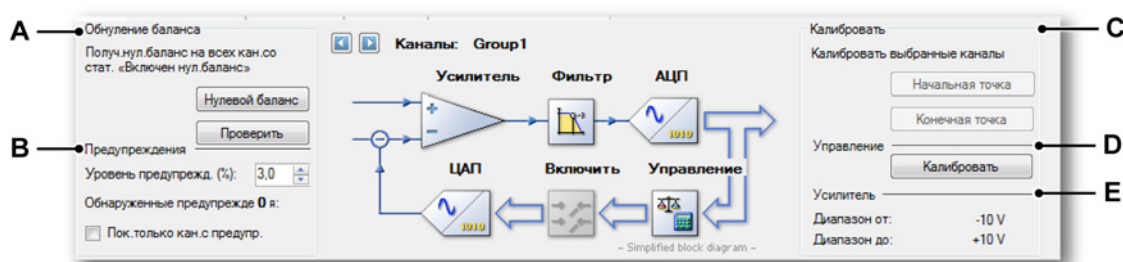 A
Обнуление баланса
Получ.нул.баланс на всех кан.со
стат. «Включен нул.баланс»
Нулевой баланс
Проверить
B
Предупреждения
Уровень предупрежд. (%): 3,0
Обнаруженные предупрежде 0 я:
Пок.только кан.с предупр.
Каналы: Group1
Усилитель Фильтр АЦП
1010
ЦАП Включить Управление
1010
– Simplified block diagram –
C
Калибровать
Калибровать выбранные каналы
Начальная точка
Конечная точка
D
Управление
Калибровать
E
Усилитель
Диапазон от: -10 V
Диапазон до: +10 V